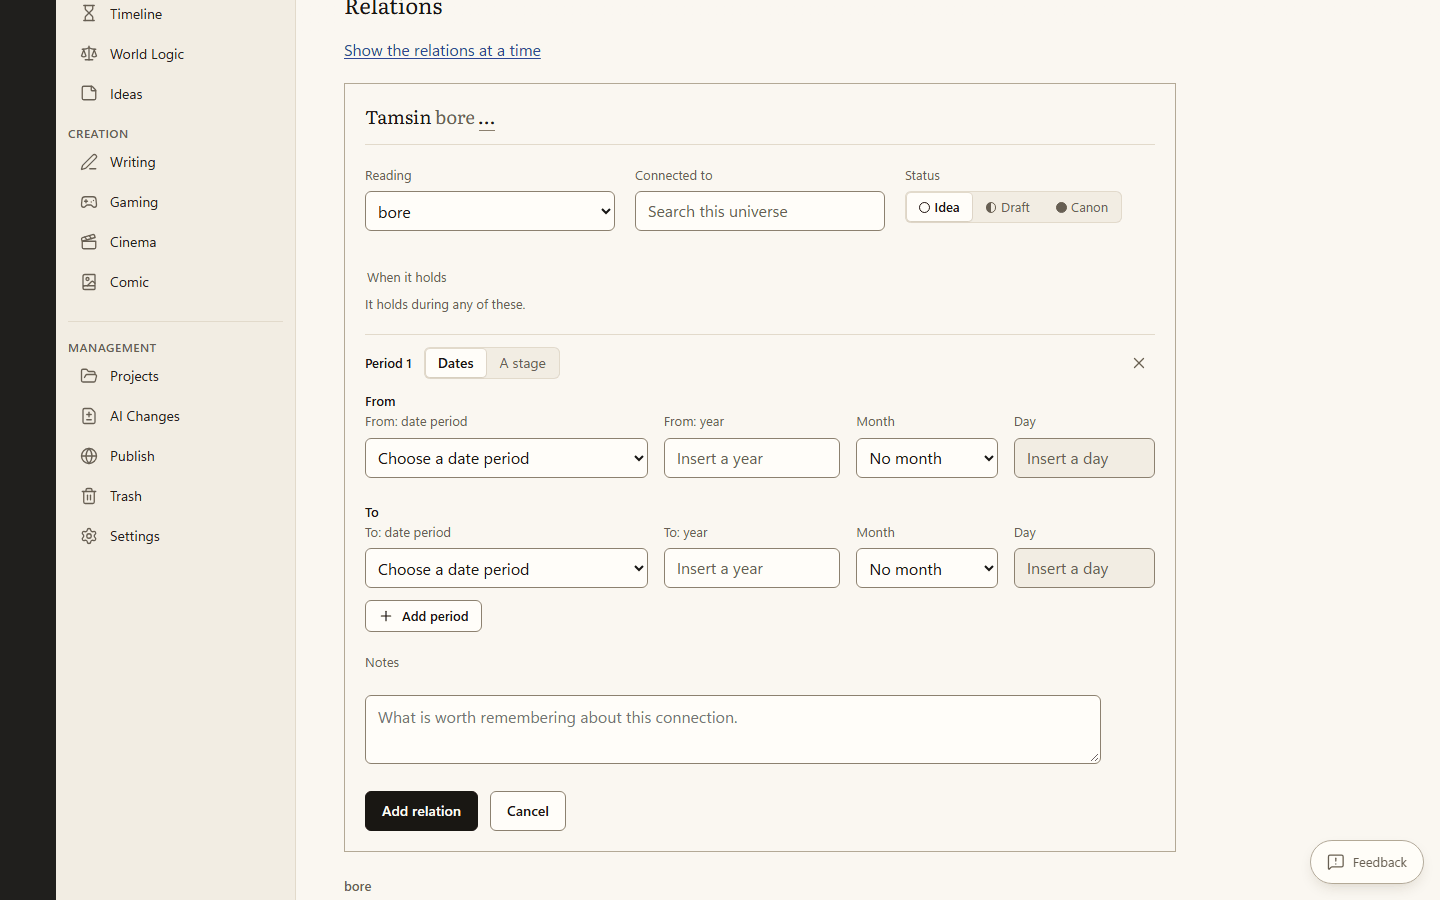 Timeline
World Logic
Ideas
CREATION
Writing
Gaming
Cinema
Comic
MANAGEMENT
Projects
AI Changes
Publish
Trash
Settings
Relations
Show the relations at a time
Tamsin bore ...
Reading
Connected to
Status
bore
Search this universe
Idea
Draft
Canon
When it holds
It holds during any of these.
Period 1
Dates
A stage
From
From: date period
From: year
Month
Day
Choose a date period
Insert a year
No month
Insert a day
To
To: date period
To: year
Month
Day
Choose a date period
Insert a year
No month
Insert a day
Add period
Notes
What is worth remembering about this connection.
Add relation
Cancel
bore
Feedback